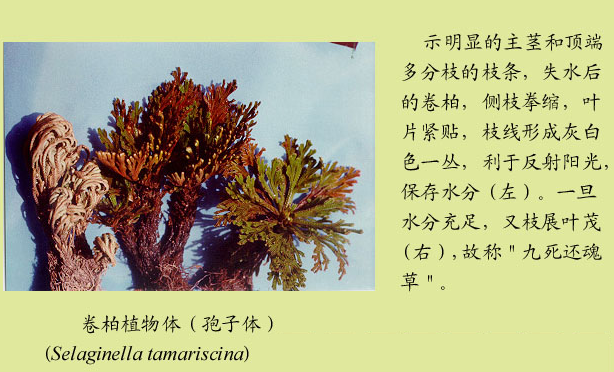 示明显的主茎和顶端
多分枝的枝条，失水后
的卷柏，侧枝拳缩，叶
片紧贴，枝线形成灰白
色一丛，利于反射阳光，
保存水分（左）。一旦
水分充足，又枝展叶茂
（右），故称"九死还魂
草"。
卷柏植物体（孢子体）
(Selaginella tamariscina)